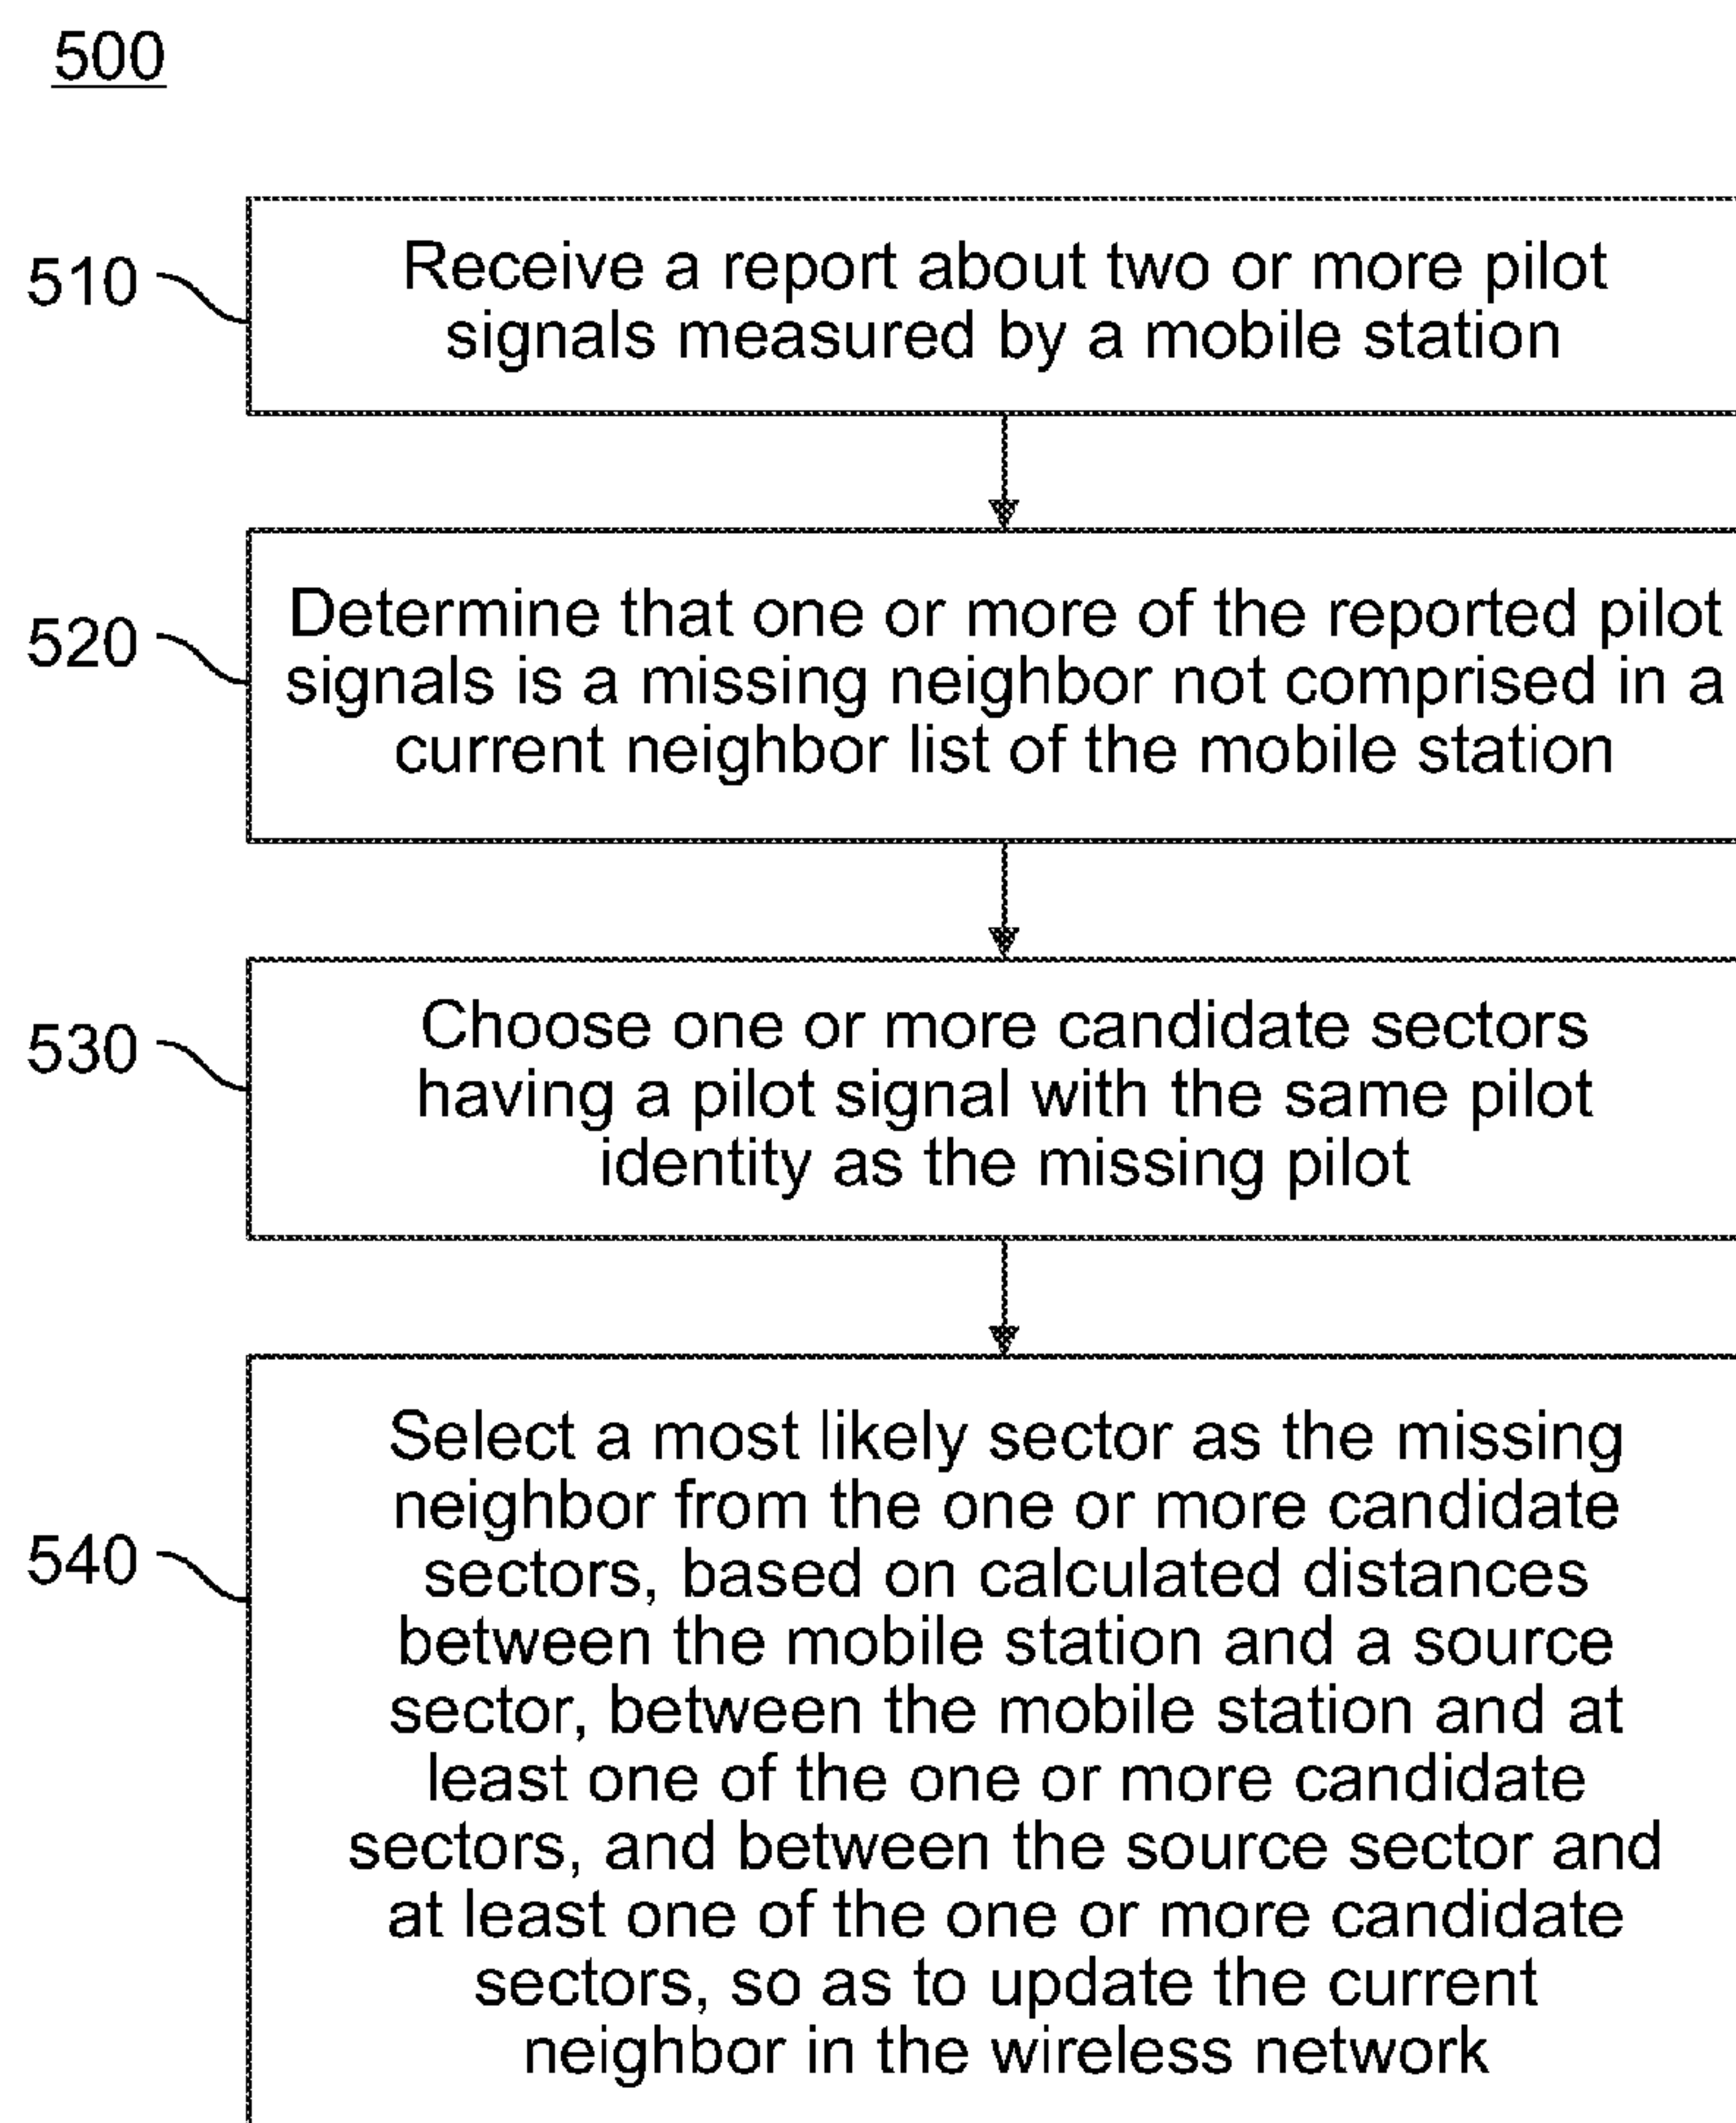 500
510
Receive a report about two or more pilot
signals measured by a mobile station
520
Determine that one or more of the reported pilot
signals is a missing neighbor not comprised in a
current neighbor list of the mobile station
530
Choose one or more candidate sectors
having a pilot signal with the same pilot
identity as the missing pilot
540
Select a most likely sector as the missing
neighbor from the one or more candidate
sectors, based on calculated distances
between the mobile station and a source
sector, between the mobile station and at
least one of the one or more candidate
sectors, and between the source sector and
at least one of the one or more candidate
sectors, so as to update the current
neighbor in the wireless network